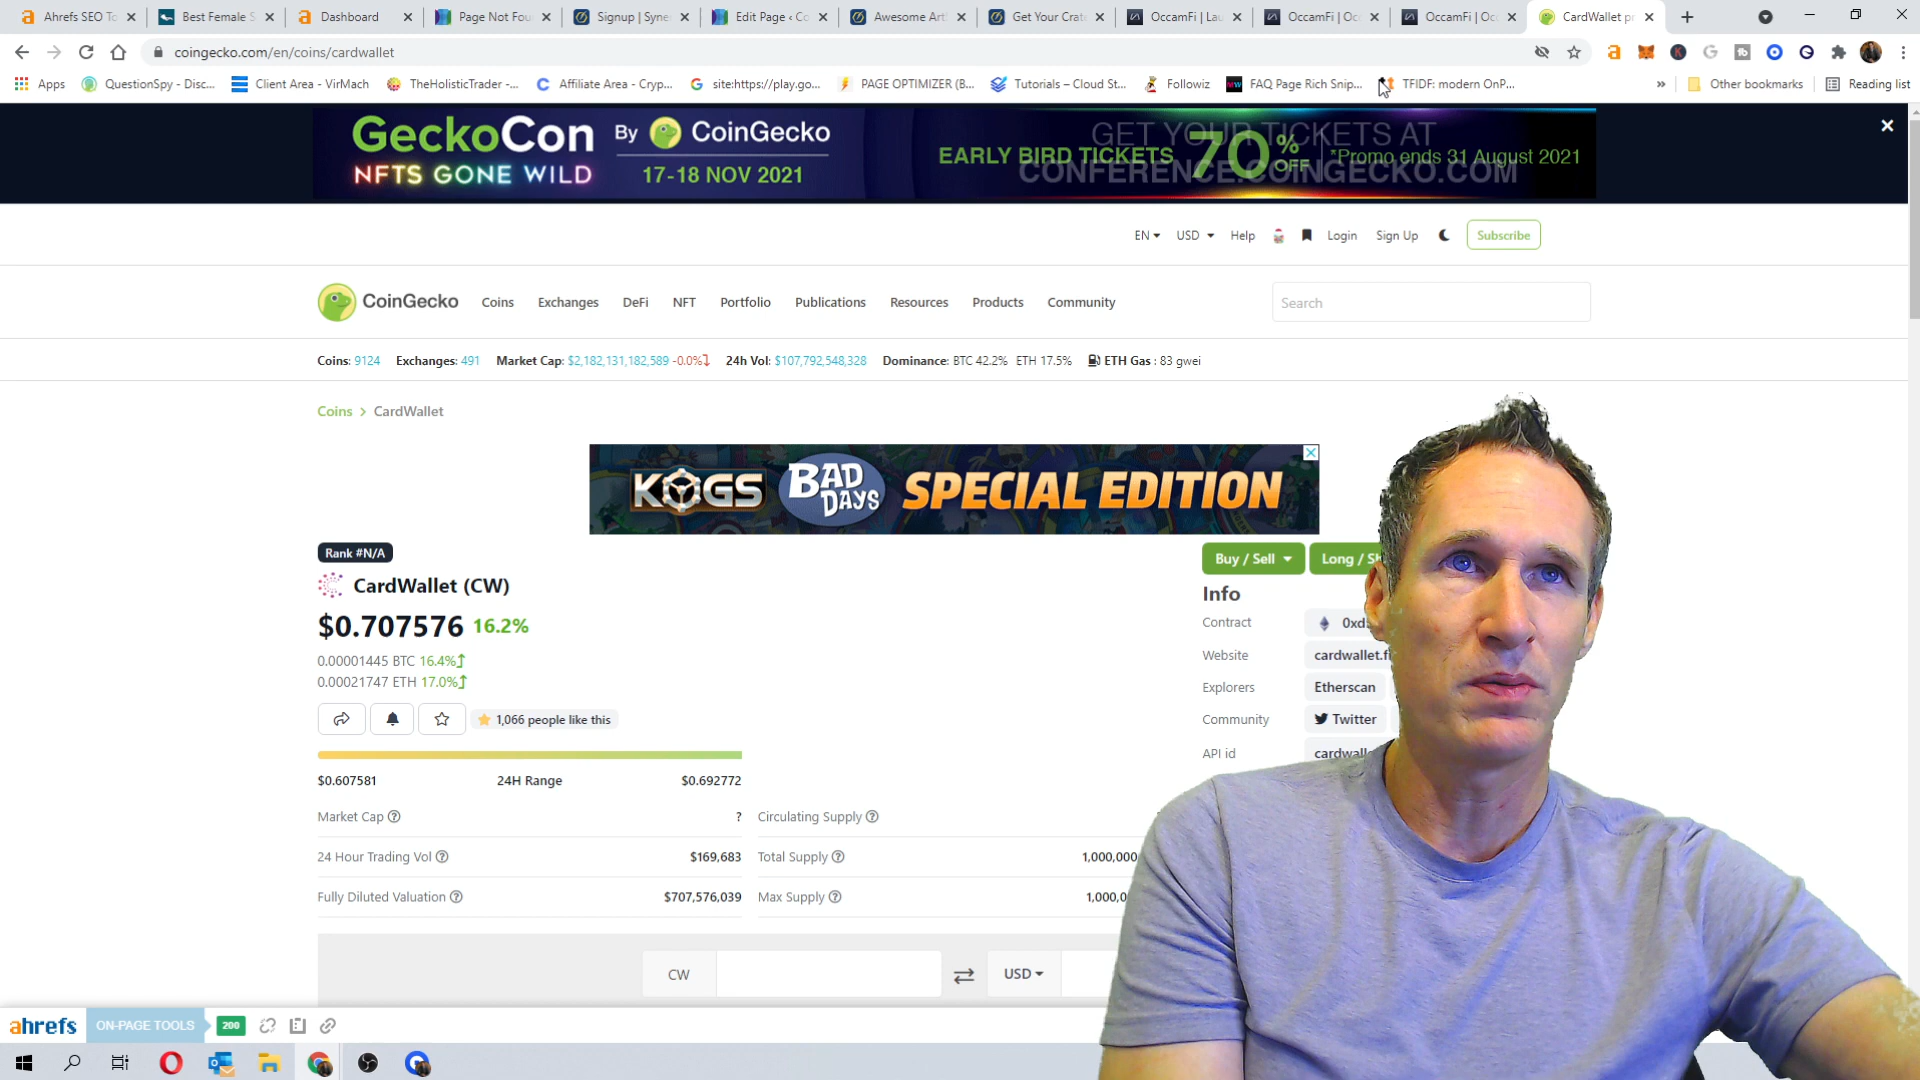 Ahrefs SEO To
Best Female S
Dashboard
Page Not Fou
Signup | Syne
Edit Page ‹ Co
Awesome Art
Get Your Crat
OccamFi | Lau
OccamFi | Oc
OccamFi | Oc
CardWallet pr
coingecko.com/en/coins/cardwallet
Apps
QuestionSpy - Disc...
Client Area - VirMach
TheHolisticTrader -...
Affiliate Area - Cryp...
site:https://play.go...
PAGE OPTIMIZER (B...
Tutorials – Cloud St...
Followiz
FAQ Page Rich Snip...
TFIDF: modern OnP...
Other bookmarks
Reading list
GeckoCon By CoinGecko
NFTS GONE WILD
17-18 NOV 2021
GET YOUR TICKETS AT
CONFERENCE.COINGECKO.COM
EARLY BIRD TICKETS 70% OFF *Promo ends 31 August 2021
EN USD Help Login Sign Up Subscribe
CoinGecko Coins Exchanges DeFi NFT Portfolio Publications Resources Products Community Search
Coins: 9124 Exchanges: 491 Market Cap: $2,182,131,182,589 -0.0% 24h Vol: $107,792,548,328 Dominance: BTC 42.2% ETH 17.5% ETH Gas : 83 gwei
Coins > CardWallet
KOGS BAD DAYS SPECIAL EDITION
Rank #N/A
CardWallet (CW)
$0.707576 16.2%
0.00001445 BTC 16.4%
0.00021747 ETH 17.0%
1,066 people like this
$0.607581 24H Range $0.692772
Market Cap ?
24 Hour Trading Vol $169,683
Fully Diluted Valuation $707,576,039
Circulating Supply
Total Supply 1,000,000
Max Supply 1,000,0
Buy / Sell Long / Sh
Info
Contract 0xd
Website cardwallet.fi
Explorers Etherscan
Community Twitter
API id cardwalle
CW USD
ahrefs ON-PAGE TOOLS 200